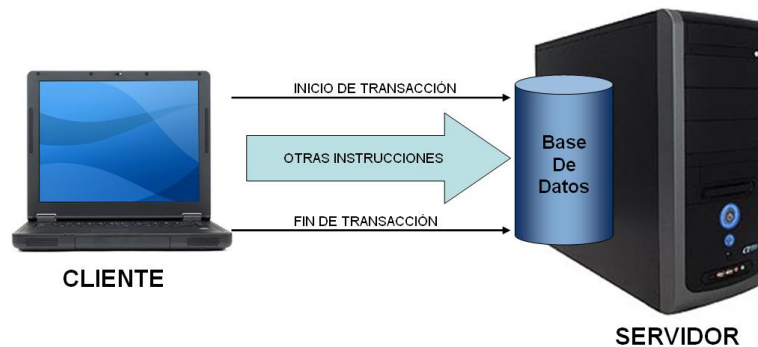 INICIO DE TRANSACCIÓN
OTRAS INSTRUCCIONES
FIN DE TRANSACCIÓN
Base
De
Datos
CLIENTE
SERVIDOR